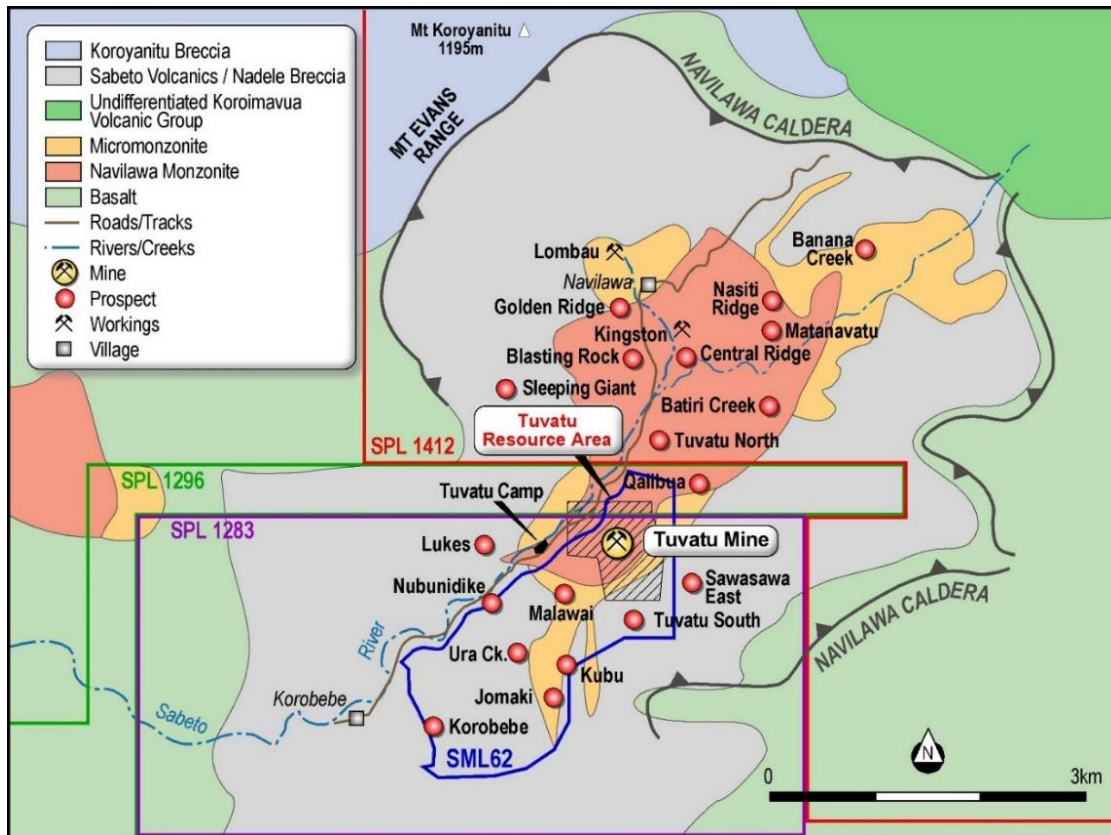 Koroyanitu Breccia
Sabeto Volcanics / Nadele Breccia
Undifferentiated Koroimavua
Volcanic Group
Micromonzonite
Navilawa Monzonite
Basalt
Roads/Tracks
Rivers/Creeks
Mine
Prospect
Workings
Village
Mt Koroyanitu
1195m
NAVILAWA CALDERA
MT EVANS
RANGE
Lombau
Navilawa
Banana
Creek
Golden Ridge
Nasiti
Ridge
Kingston
Matanavatu
Blasting Rock
Central Ridge
Sleeping Giant
Batiri Creek
Tuvatu
Resource Area
Tuvatu North
SPL 1412
SPL 1296
Qalibua
Tuvatu Camp
SPL 1283
Lukes
Tuvatu Mine
Nubunidike
Malawai
Sawasawa
East
Tuvatu South
NAVILAWA CALDERA
River
Ura Ck.
Kubu
Korobebe
Jomaki
Sabeto
Korobebe
SML62
N
0
3km